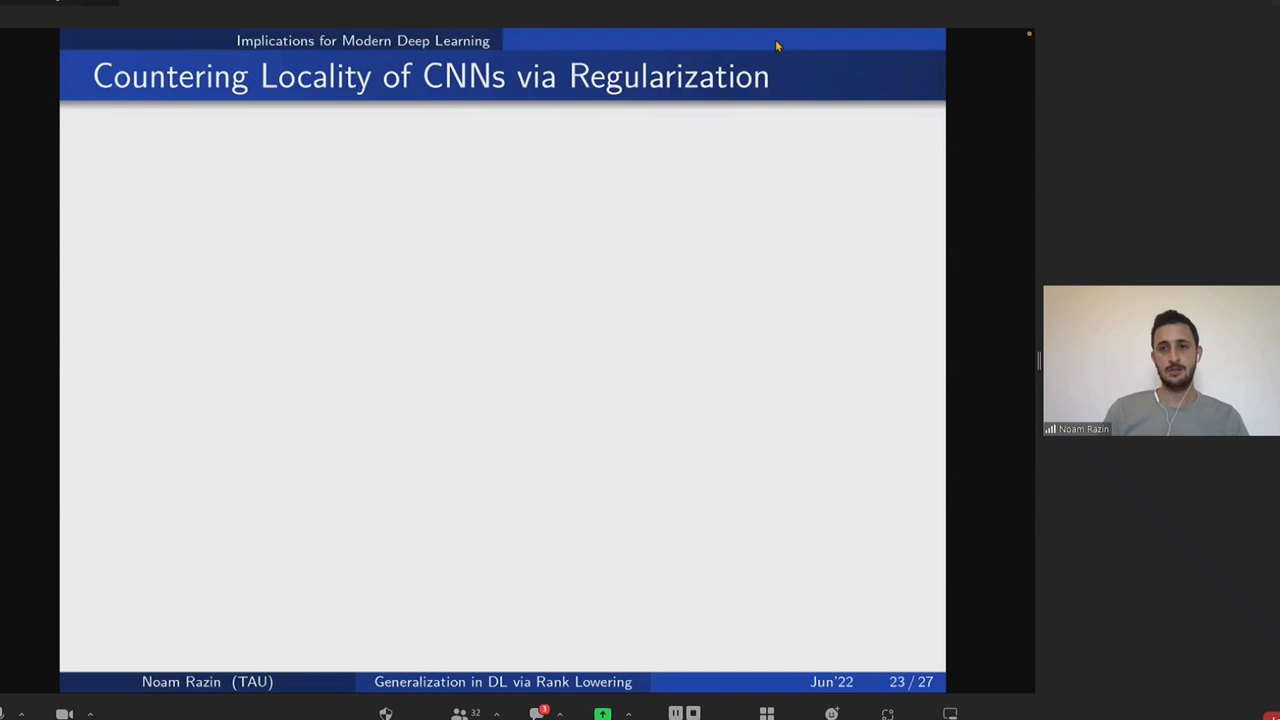 Implications for Modern Deep Learning
Countering Locality of CNNs via Regularization
Noam Razin
Noam Razin (TAU)
Generalization in DL via Rank Lowering
Jun'22
23 / 27
32
3